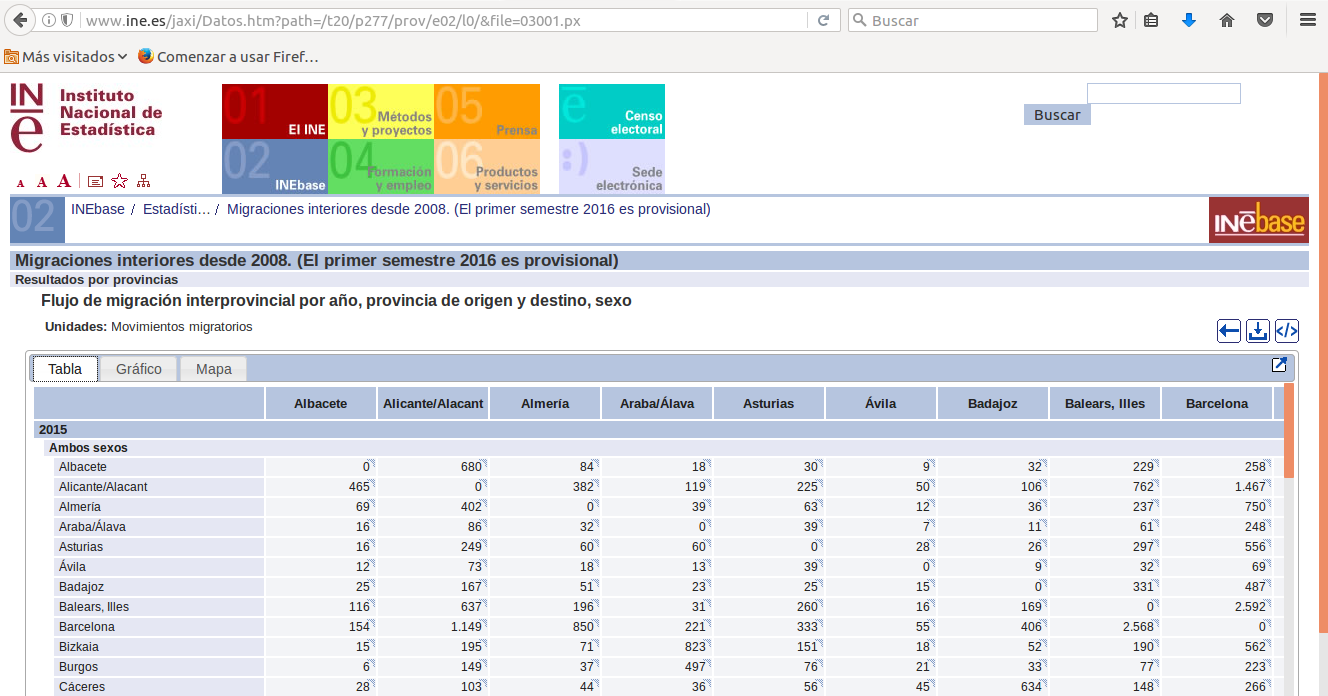 www.ine.es/jaxi/Datos.htm?path=/t20/p277/prov/e02/l0/&file=03001.px
Buscar
Más visitados
Comenzar a usar Firef…
INe
Instituto
Nacional de
Estadística
01 El INE
03 Métodos
y proyectos
05 Prensa
ē Censo
electoral
02 INEbase
04 Formación
y empleo
06 Productos
y servicios
:) Sede
electrónica
Buscar
A A A
02
INEbase / Estadísti… / Migraciones interiores desde 2008. (El primer semestre 2016 es provisional)
INēbase
Migraciones interiores desde 2008. (El primer semestre 2016 es provisional)
Resultados por provincias
Flujo de migración interprovincial por año, provincia de origen y destino, sexo
Unidades: Movimientos migratorios
</>
Tabla Gráfico Mapa
Albacete Alicante/Alacant Almería Araba/Álava Asturias Ávila Badajoz Balears, Illes Barcelona
2015
Ambos sexos
Albacete 0 680 84 18 30 9 32 229 258
Alicante/Alacant 465 0 382 119 225 50 106 762 1.467
Almería 69 402 0 39 63 12 36 237 750
Araba/Álava 16 86 32 0 39 7 11 61 248
Asturias 16 249 60 60 0 28 26 297 556
Ávila 12 73 18 13 39 0 9 32 69
Badajoz 25 167 51 23 25 15 0 331 487
Balears, Illes 116 637 196 31 260 16 169 0 2.592
Barcelona 154 1.149 850 221 333 55 406 2.568 0
Bizkaia 15 195 71 823 151 18 52 190 562
Burgos 6 149 37 497 76 21 33 77 223
Cáceres 28 103 44 36 56 45 634 148 266